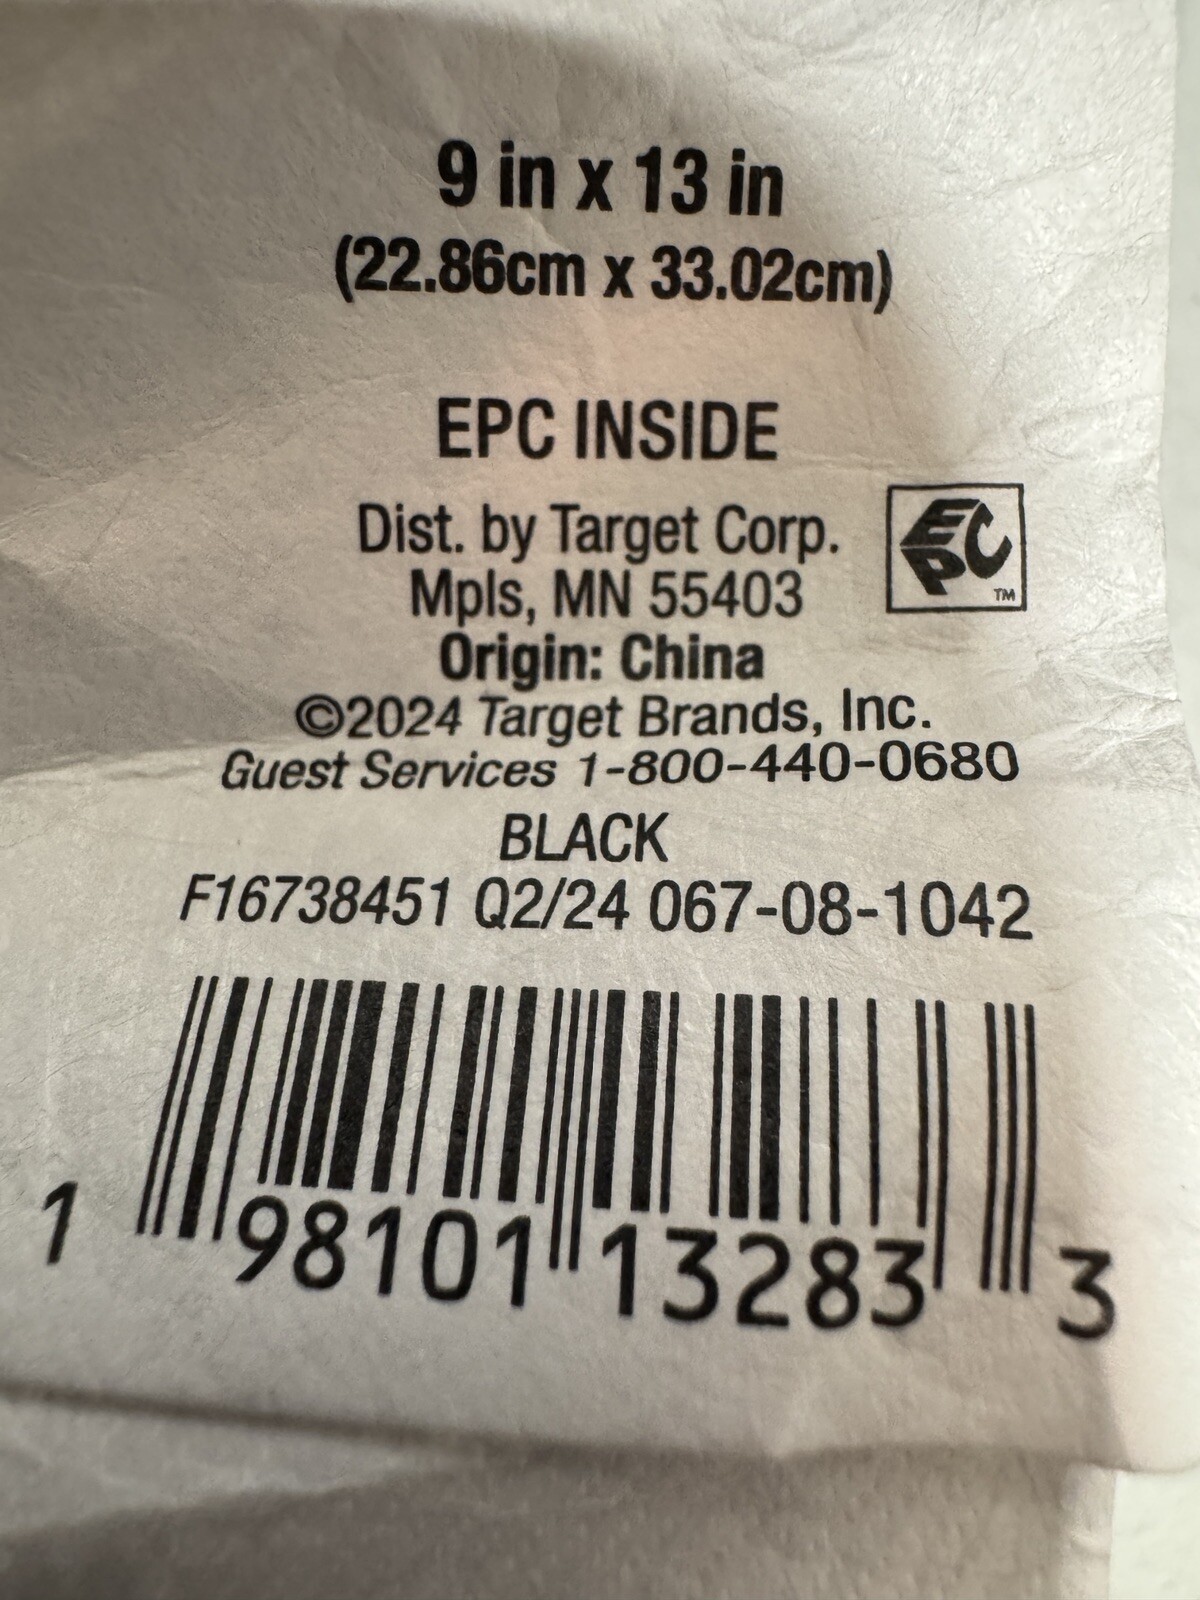 9 in x 13 in
(22.86cm x 33.02cm)
EPC INSIDE
Dist. by Target Corp.
Mpls, MN 55403
EPC TM
Origin: China
©2024 Target Brands, Inc.
Guest Services 1-800-440-0680
BLACK
F16738451 Q2/24 067-08-1042
1 98101 13283 3